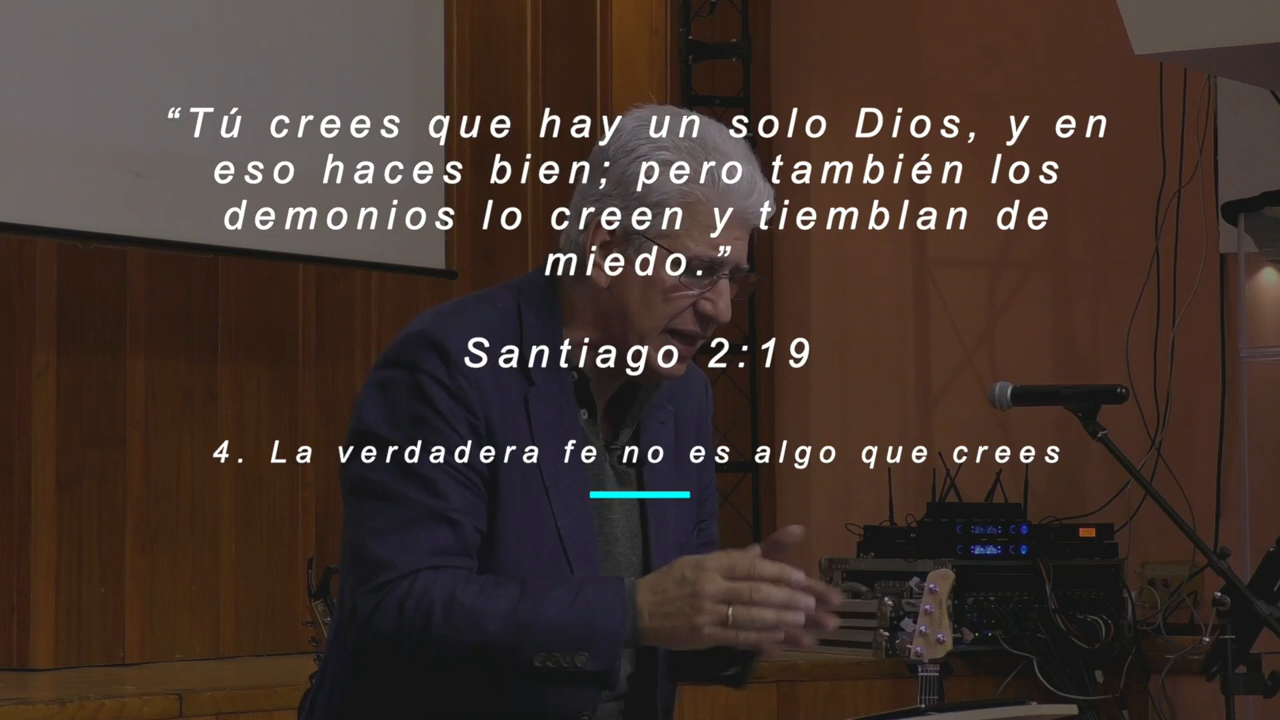 “Tú crees que hay un solo Dios, y en
eso haces bien; pero también los
demonios lo creen y tiemblan de
miedo.”
Santiago 2:19
4. La verdadera fe no es algo que crees